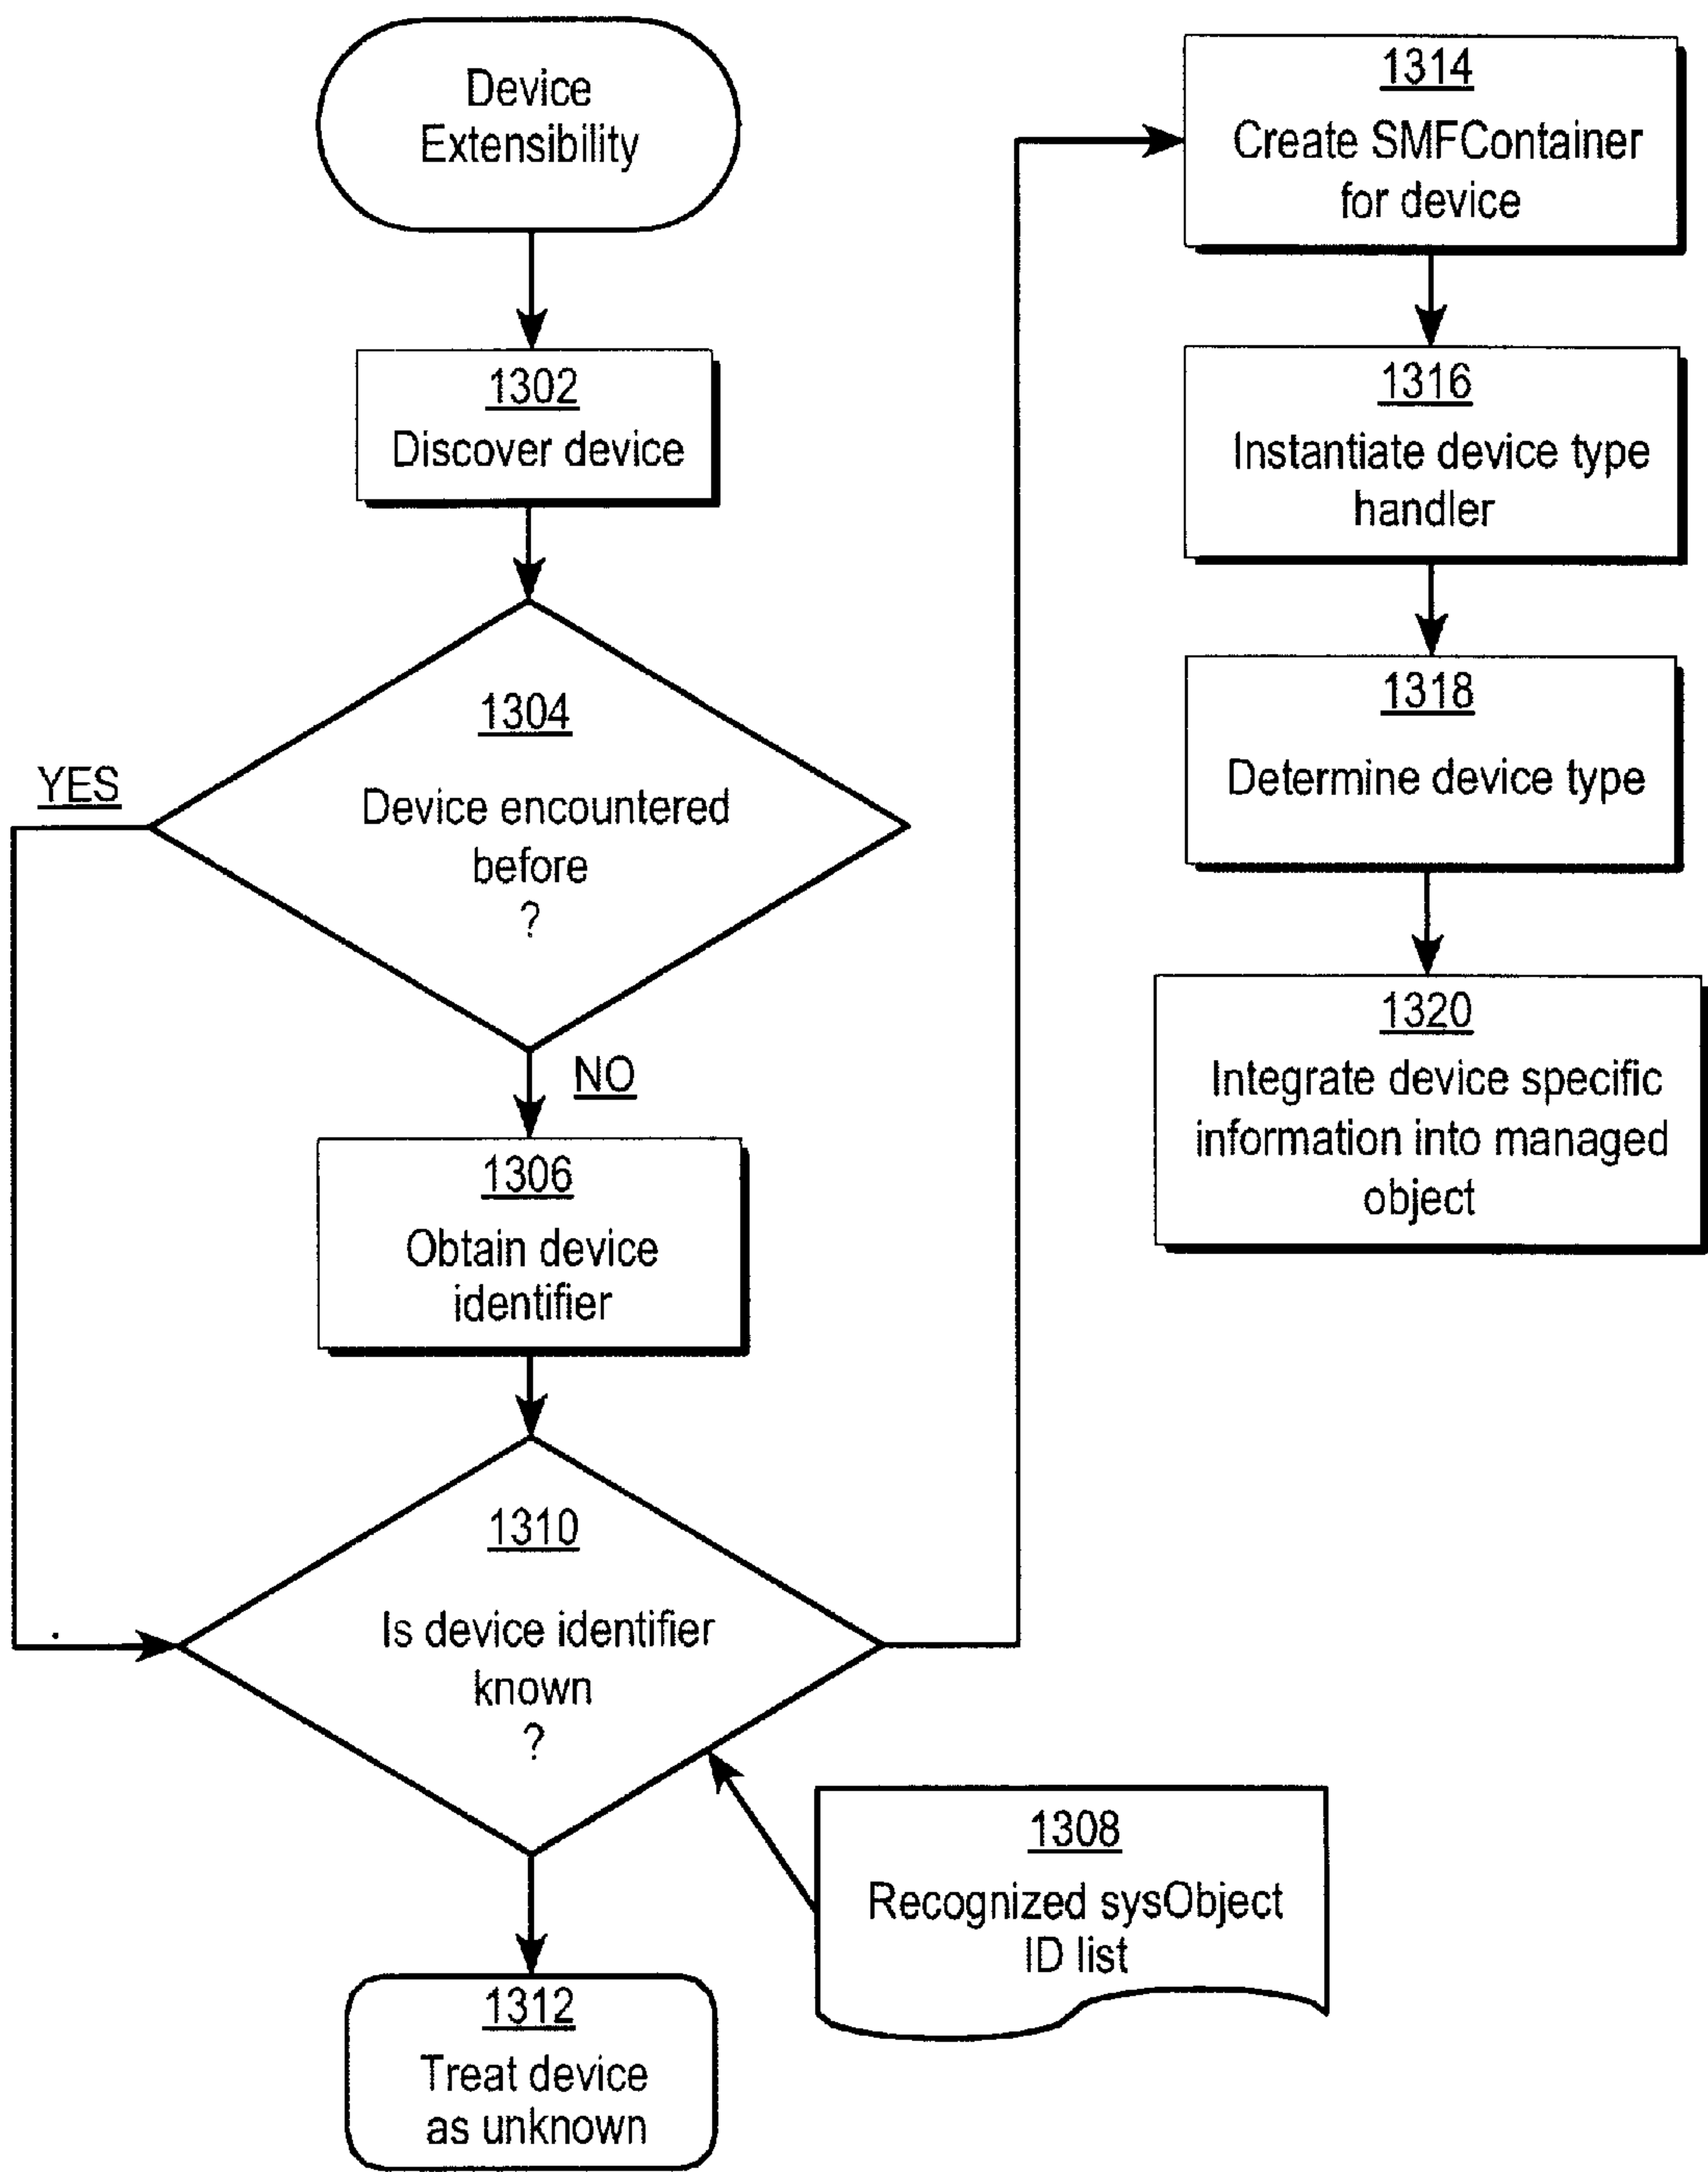 Device
Extensibility
1302
Discover device
1304
Device encountered
before
?
YES
NO
1306
Obtain device
identifier
1310
Is device identifier
known
?
1312
Treat device
as unknown
1308
Recognized sysObject
ID list
1314
Create SMFContainer
for device
1316
Instantiate device type
handler
1318
Determine device type
1320
Integrate device specific
information into managed
object